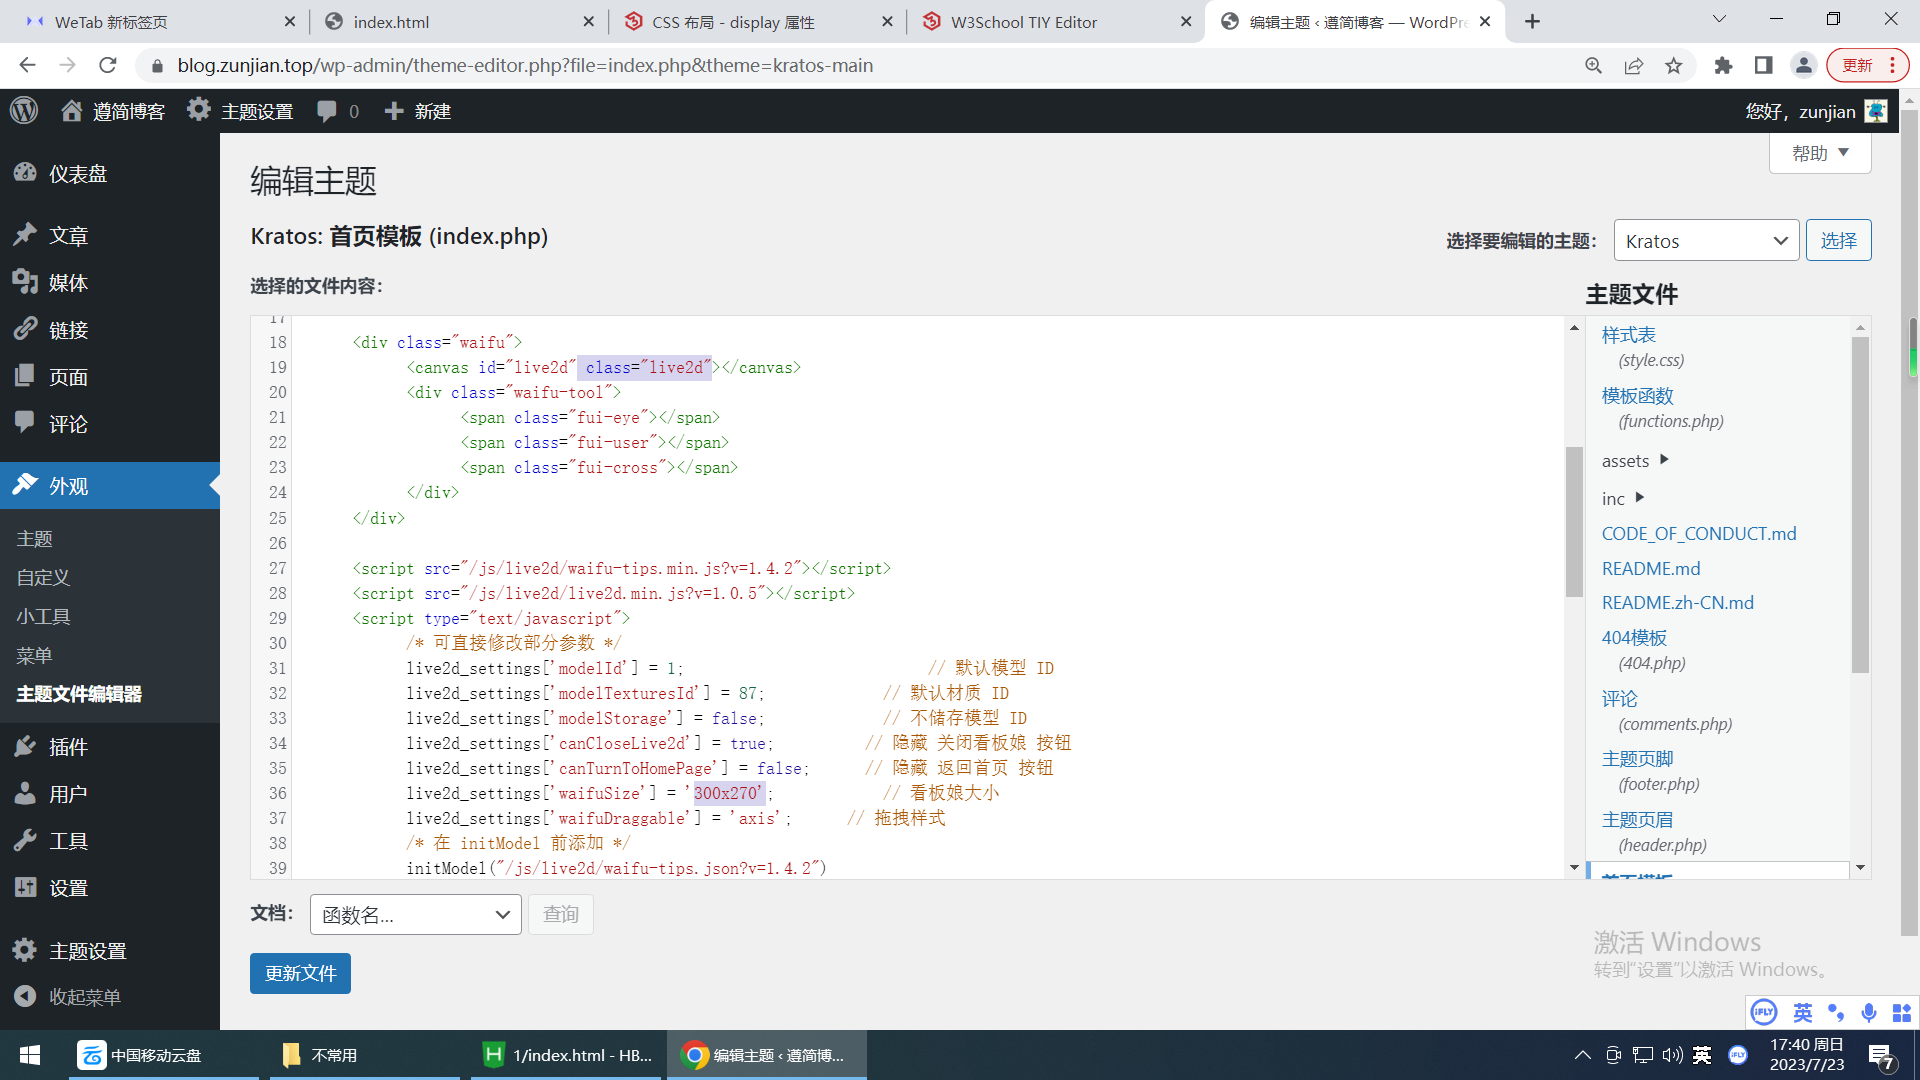 WeTab 新标签页
index.html
CSS 布局 - display 属性
W3School TIY Editor
编辑主题 ‹ 遵简博客 — WordPre
blog.zunjian.top/wp-admin/theme-editor.php?file=index.php&theme=kratos-main
更新
遵简博客
主题设置
0
新建
您好，zunjian
帮助
仪表盘
文章
媒体
链接
页面
评论
外观
主题
自定义
小工具
菜单
主题文件编辑器
插件
用户
工具
设置
主题设置
收起菜单
编辑主题
Kratos: 首页模板 (index.php)
选择要编辑的主题：
Kratos
选择
选择的文件内容：
17
18 <div class="waifu">
19 <canvas id="live2d" class="live2d"></canvas>
20 <div class="waifu-tool">
21 <span class="fui-eye"></span>
22 <span class="fui-user"></span>
23 <span class="fui-cross"></span>
24 </div>
25 </div>
26
27 <script src="/js/live2d/waifu-tips.min.js?v=1.4.2"></script>
28 <script src="/js/live2d/live2d.min.js?v=1.0.5"></script>
29 <script type="text/javascript">
30 /* 可直接修改部分参数 */
31 live2d_settings['modelId'] = 1; // 默认模型 ID
32 live2d_settings['modelTexturesId'] = 87; // 默认材质 ID
33 live2d_settings['modelStorage'] = false; // 不储存模型 ID
34 live2d_settings['canCloseLive2d'] = true; // 隐藏 关闭看板娘 按钮
35 live2d_settings['canTurnToHomePage'] = false; // 隐藏 返回首页 按钮
36 live2d_settings['waifuSize'] = '300x270'; // 看板娘大小
37 live2d_settings['waifuDraggable'] = 'axis'; // 拖拽样式
38 /* 在 initModel 前添加 */
39 initModel("/js/live2d/waifu-tips.json?v=1.4.2")
主题文件
样式表
(style.css)
模板函数
(functions.php)
assets
inc
CODE_OF_CONDUCT.md
README.md
README.zh-CN.md
404模板
(404.php)
评论
(comments.php)
主题页脚
(footer.php)
主题页眉
(header.php)
首页模板
文档：
函数名...
查询
更新文件
激活 Windows
转到“设置”以激活 Windows。
iFLY
英
中国移动云盘
不常用
1/index.html - HB...
编辑主题 ‹ 遵简博...
英
iFLY
17:40 周日
2023/7/23
7